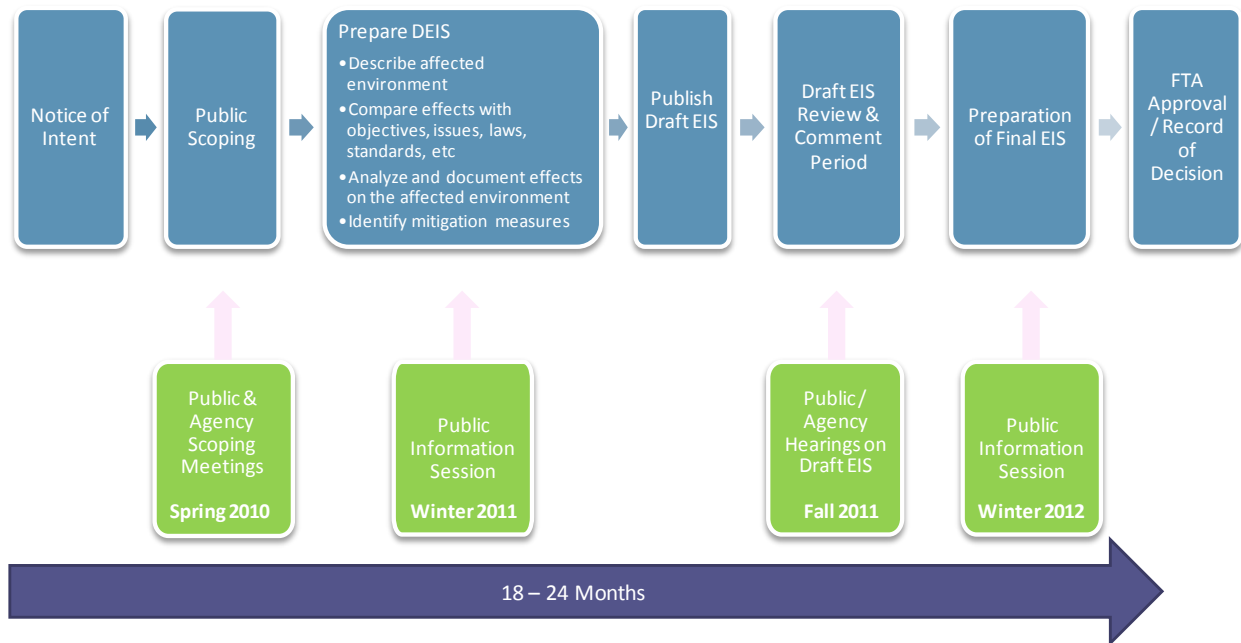 Notice of
Intent
Public
Scoping
Prepare DEIS
•Describe affected
environment
•Compare effects with
objectives, issues, laws,
standards, etc
•Analyze and document effects
on the affected environment
•Identify mitigation measures
Publish
Draft EIS
Draft EIS
Review &
Comment
Period
Preparation
of Final EIS
FTA
Approval
/ Record
of
Decision
Public &
Agency
Scoping
Meetings
Spring 2010
Public
Information
Session
Winter 2011
Public /
Agency
Hearings on
Draft EIS
Fall 2011
Public
Information
Session
Winter 2012
18 – 24 Months